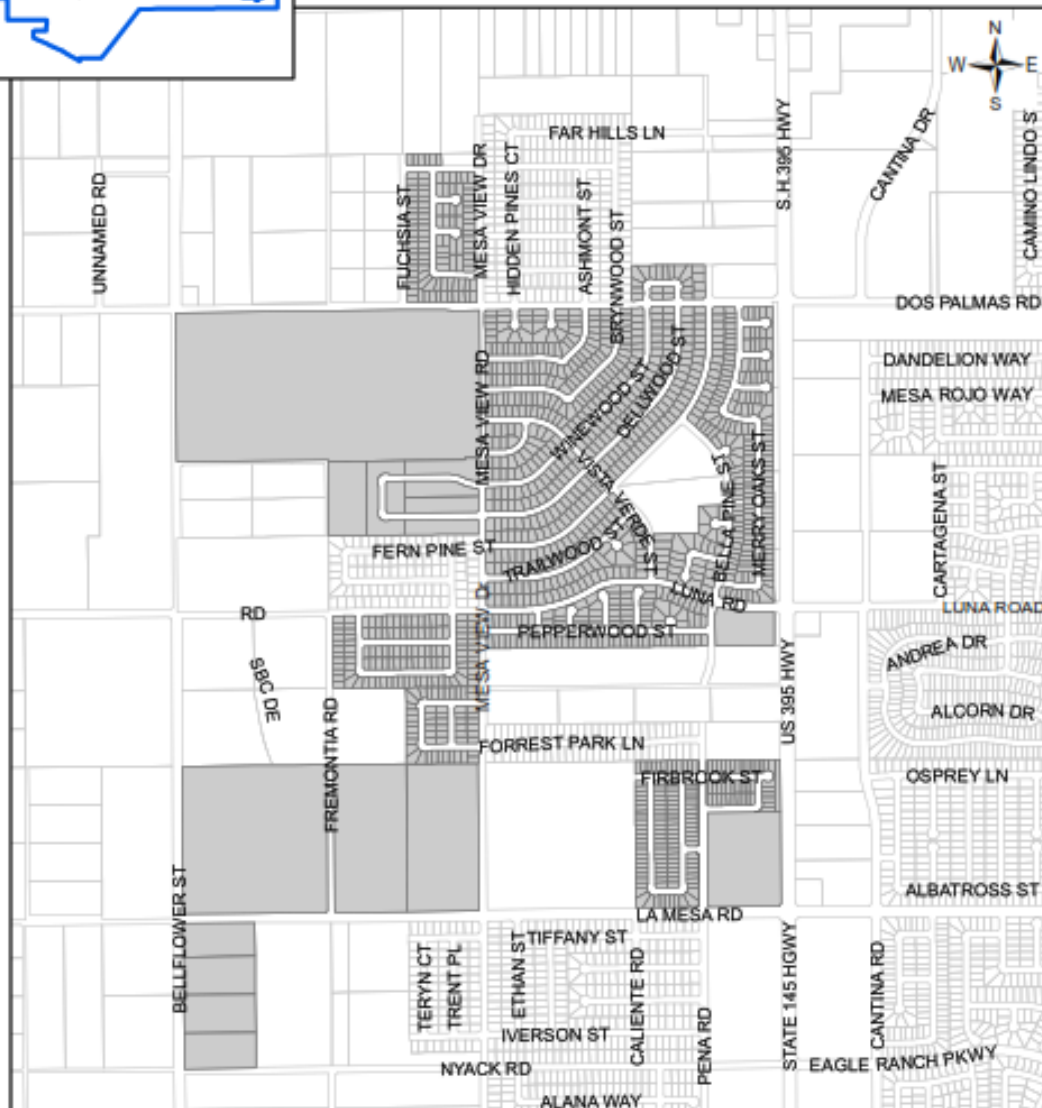 N
W E
S
FAR HILLS LN
S.H.395 HWY
CANTINA DR
CAMINO LINDO S
UNNAMED RD
FUCHSIA ST
MESA VIEW DR
HIDDEN PINES CT
ASHMONT ST
BRYNWOOD ST
DOS PALMAS RD
DANDELION WAY
MESA ROJO WAY
MESA VIEW RD
WINEWOOD ST
DELLWOOD ST
VISTA VERDE ST
BELLA PINE ST
MERRY OAKS ST
CARTAGENA ST
FERN PINE ST
TRAILWOOD ST
LUNA RD
LUNA ROAD
RD
PEPPERWOOD ST
MESA VIEW D
ANDREA DR
SBC DE
US 395 HWY
ALCORN DR
FREMONTIA RD
FORREST PARK LN
FIRBROOK ST
OSPREY LN
BELLFLOWER ST
ALBATROSS ST
LA MESA RD
TIFFANY ST
TERYN CT
TRENT PL
ETHAN ST
CALIENTE RD
PENA RD
STATE 145 HGWY
CANTINA RD
IVERSON ST
NYACK RD
EAGLE RANCH PKWY
ALANA WAY